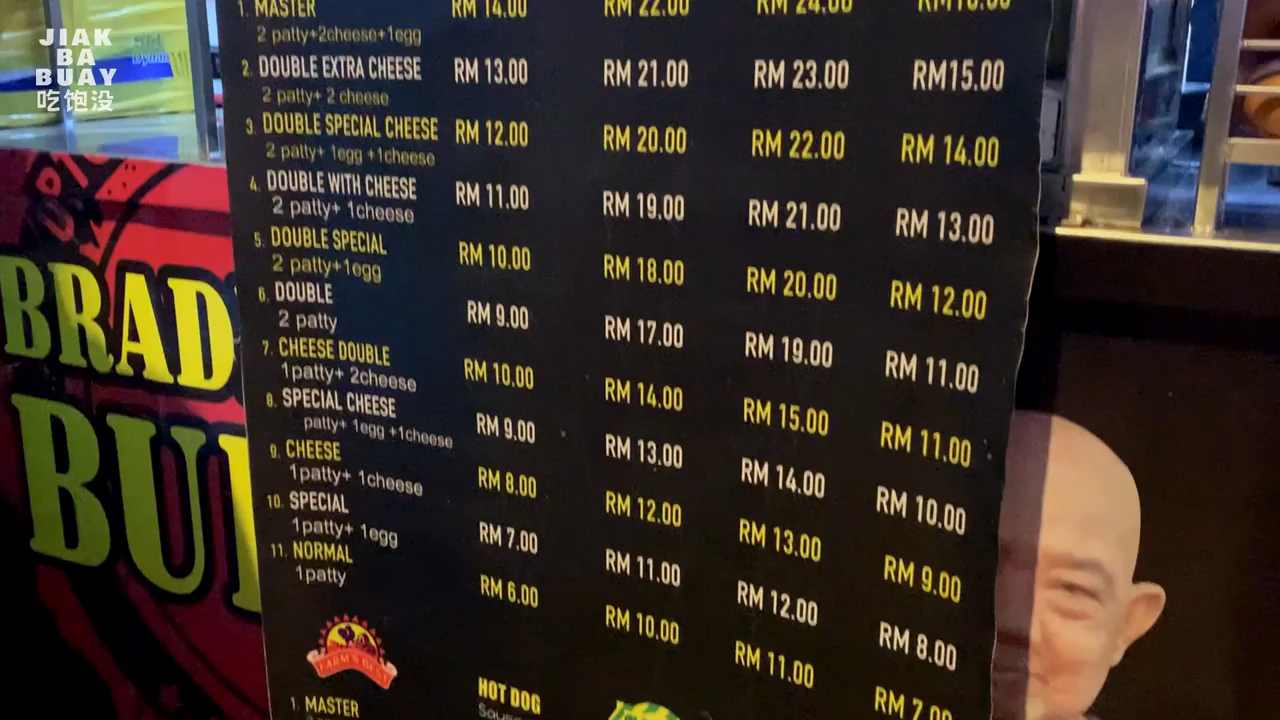 JIAK
BA
BUAY
吃饱没
1. MASTER RM 14.00 RM 22.00 RM 24.00 RM16.00
2 patty+2cheese+1egg
2. DOUBLE EXTRA CHEESE RM 13.00 RM 21.00 RM 23.00 RM15.00
2 patty+ 2 cheese
3. DOUBLE SPECIAL CHEESE RM 12.00 RM 20.00 RM 22.00 RM 14.00
2 patty+ 1egg +1cheese
4. DOUBLE WITH CHEESE RM 11.00 RM 19.00 RM 21.00 RM 13.00
2 patty+ 1cheese
5. DOUBLE SPECIAL RM 10.00 RM 18.00 RM 20.00 RM 12.00
2 patty+1egg
6. DOUBLE RM 9.00 RM 17.00 RM 19.00 RM 11.00
2 patty
7. CHEESE DOUBLE RM 10.00 RM 14.00 RM 15.00 RM 11.00
1patty+ 2cheese
8. SPECIAL CHEESE RM 9.00 RM 13.00 RM 14.00 RM 10.00
patty+ 1egg +1cheese
9. CHEESE RM 8.00 RM 12.00 RM 13.00 RM 9.00
1patty+ 1cheese
10. SPECIAL RM 7.00 RM 11.00 RM 12.00 RM 8.00
1patty+ 1egg
11. NORMAL RM 6.00 RM 10.00 RM 11.00 RM 7.00
1patty
FARM'S BEST
1. MASTER
HOT DOG
BRAD
BU